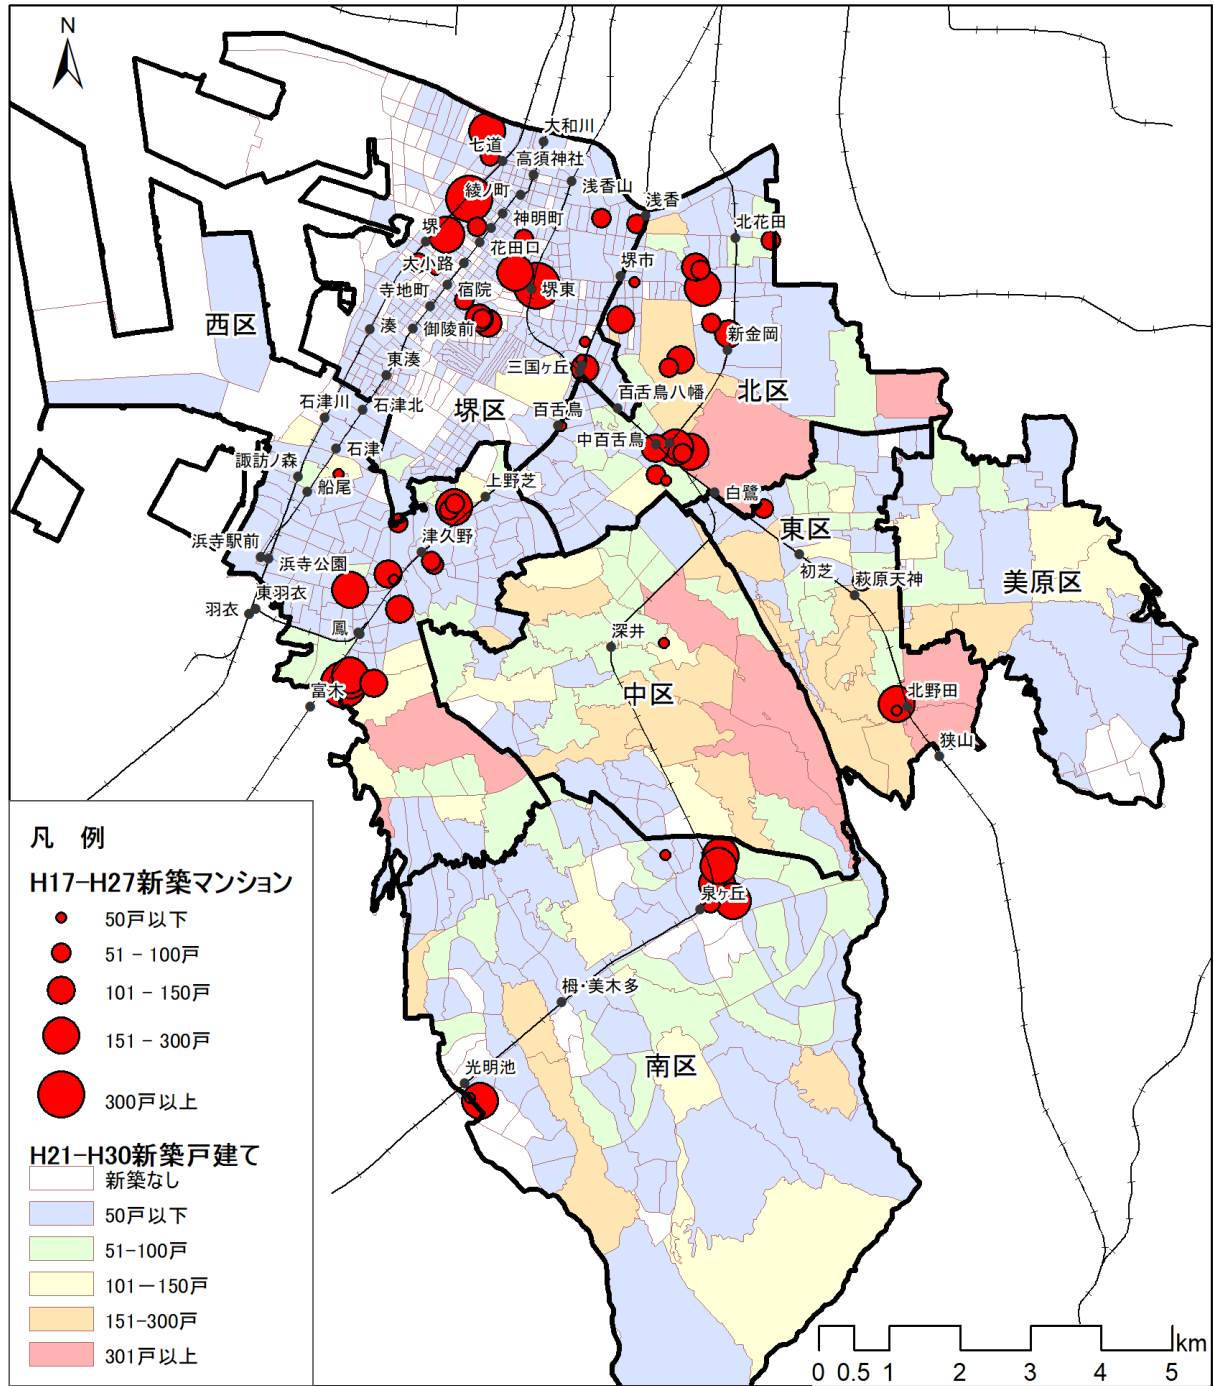 N
大和川
七道
高須神社
綾ノ町
浅香山
浅香
神明町
北花田
堺
花田口
大小路
堺市
寺地町
宿院
堺東
西区
湊
御陵前
新金岡
東湊
三国ヶ丘
北区
石津川
石津北
堺区
百舌鳥
百舌鳥八幡
中百舌鳥
石津
諏訪ノ森
船尾
上野芝
白鷺
東区
浜寺駅前
津久野
浜寺公園
初芝
萩原天神
美原区
東羽衣
羽衣
鳳
深井
中区
富木
北野田
狭山
泉ヶ丘
栂・美木多
光明池
南区
凡 例
H17-H27新築マンション
50戸以下
51 - 100戸
101 - 150戸
151 - 300戸
300戸以上
H21-H30新築戸建て
新築なし
50戸以下
51-100戸
101-150戸
151-300戸
301戸以上
km
0 0.5 1 2 3 4 5